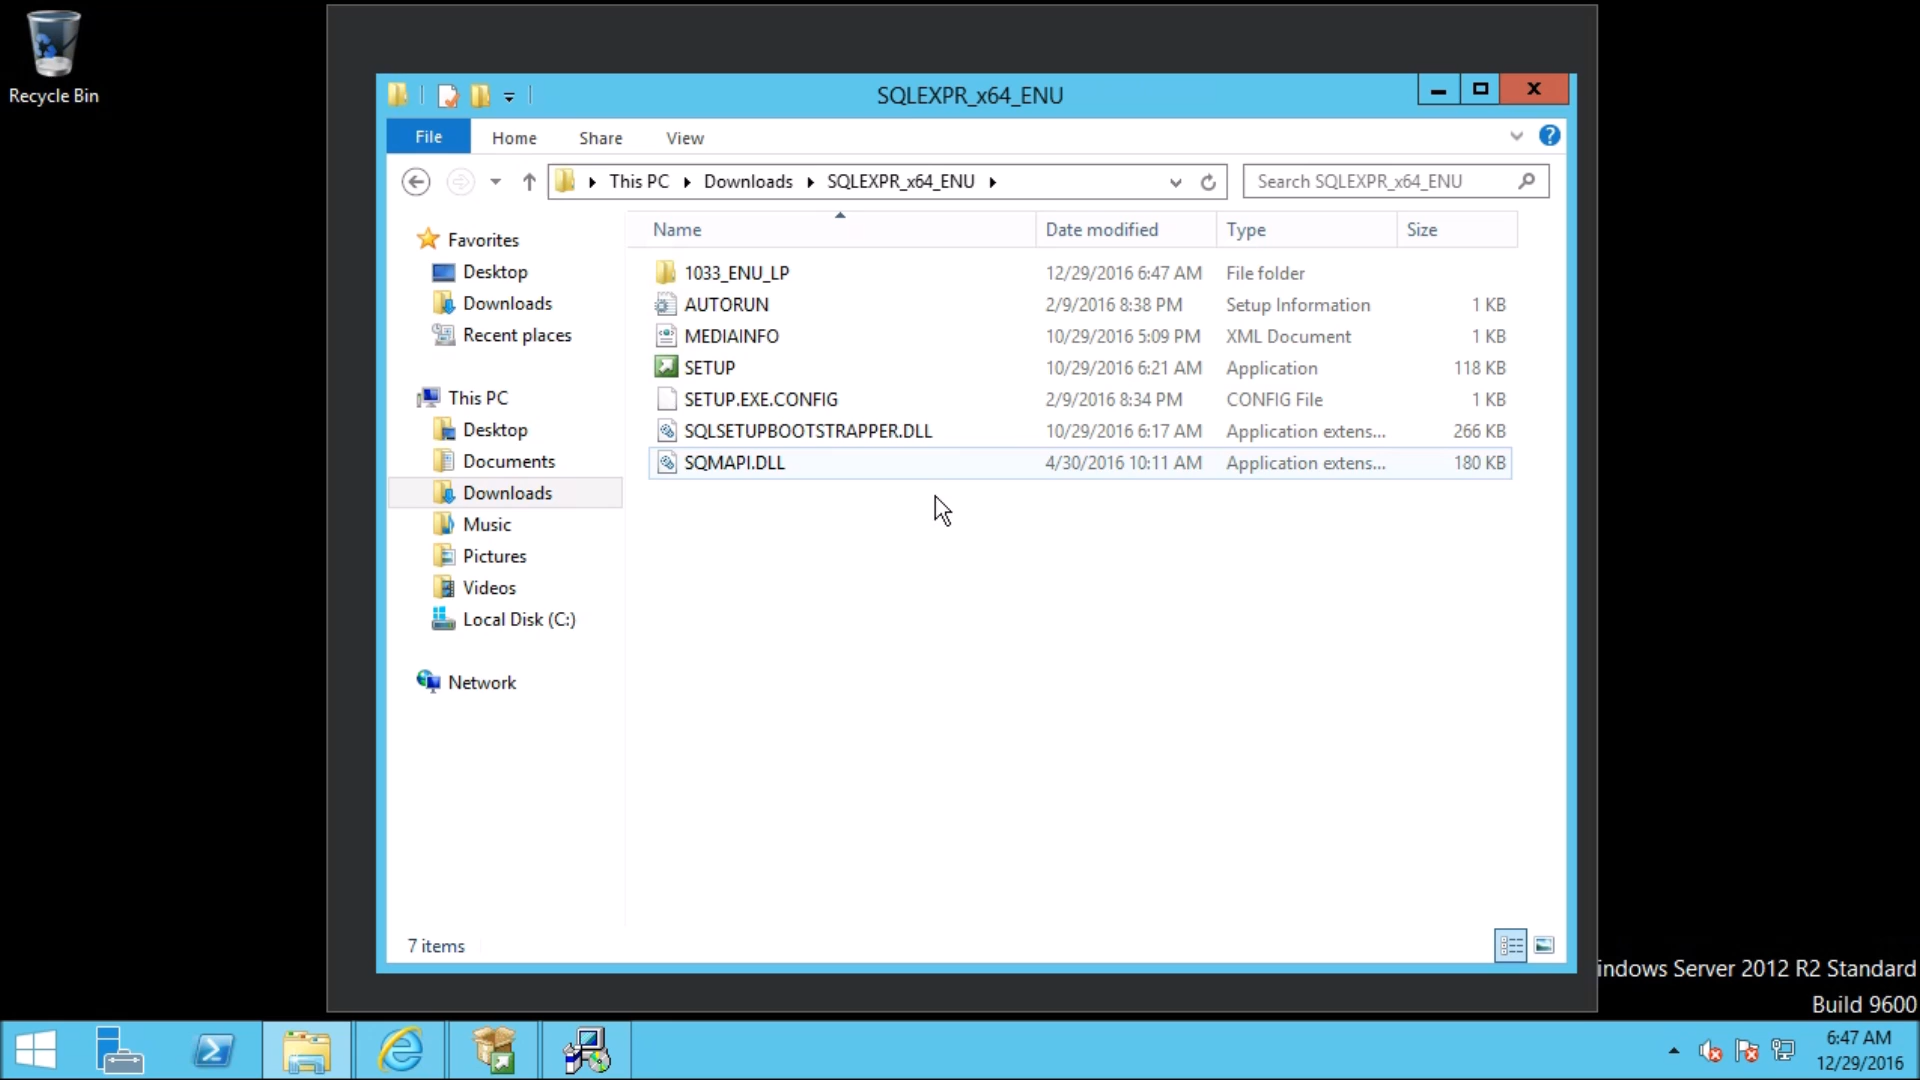 Recycle Bin
SQLEXPR_x64_ENU
File Home Share View
This PC Downloads SQLEXPR_x64_ENU
Search SQLEXPR_x64_ENU
Favorites
Desktop
Downloads
Recent places
This PC
Desktop
Documents
Downloads
Music
Pictures
Videos
Local Disk (C:)
Network
Name Date modified Type Size
1033_ENU_LP 12/29/2016 6:47 AM File folder
AUTORUN 2/9/2016 8:38 PM Setup Information 1 KB
MEDIAINFO 10/29/2016 5:09 PM XML Document 1 KB
SETUP 10/29/2016 6:21 AM Application 118 KB
SETUP.EXE.CONFIG 2/9/2016 8:34 PM CONFIG File 1 KB
SQLSETUPBOOTSTRAPPER.DLL 10/29/2016 6:17 AM Application extens... 266 KB
SQMAPI.DLL 4/30/2016 10:11 AM Application extens... 180 KB
7 items
indows Server 2012 R2 Standard
Build 9600
6:47 AM
12/29/2016